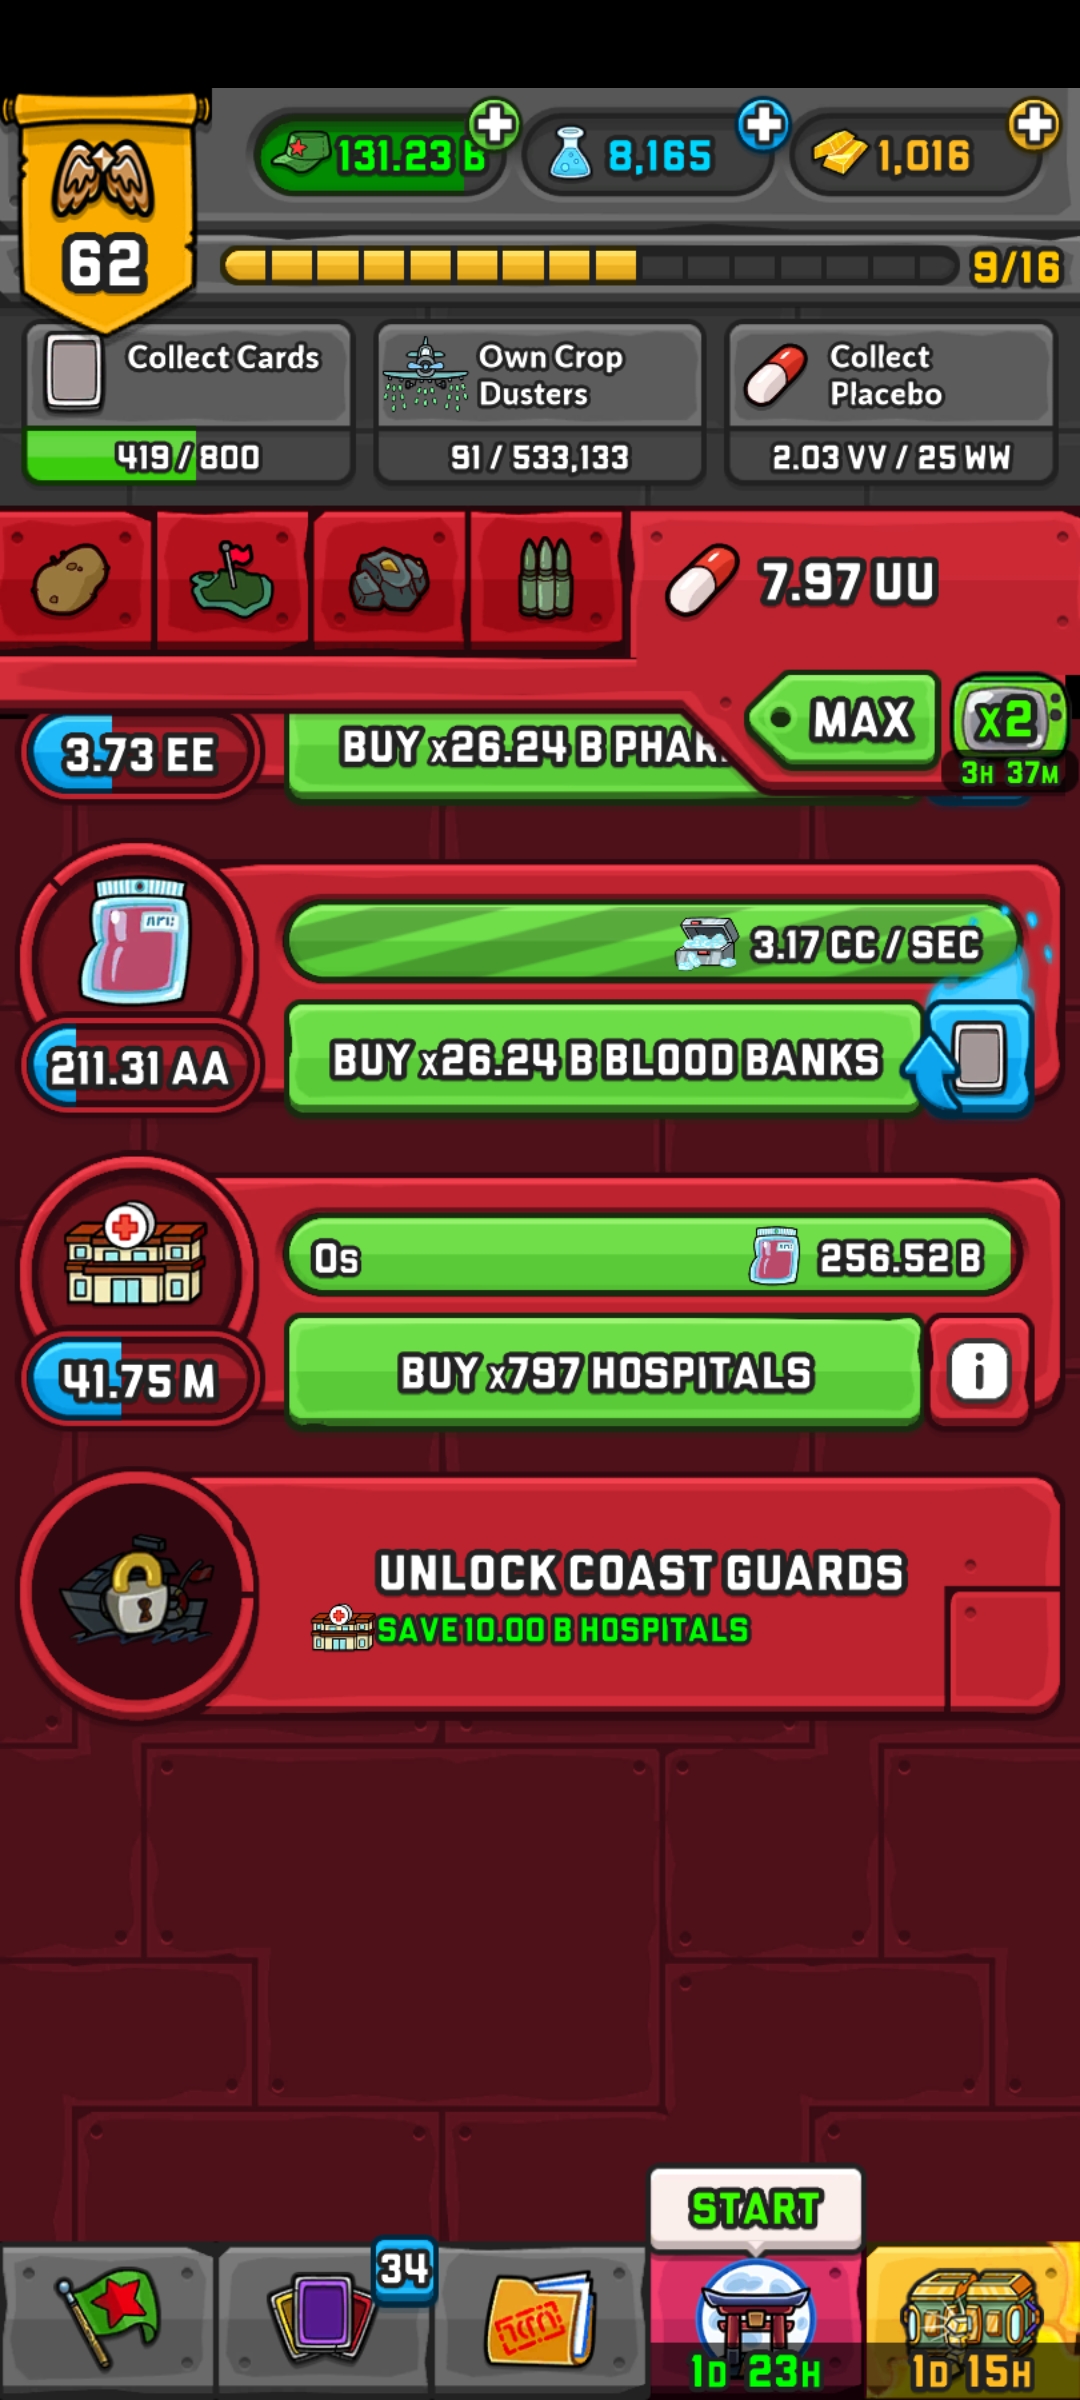 131.23 B
8,165
1,016
62
9/16
Collect Cards
419 / 800
Own Crop
Dusters
91 / 533,133
Collect
Placebo
2.03 VV / 25 WW
7.97 UU
MAX
x2
3H 37M
3.73 EE
BUY x26.24 B PHAR
3.17 CC / SEC
211.31 AA
BUY x26.24 B BLOOD BANKS
0s
256.52 B
41.75 M
BUY x797 HOSPITALS
i
UNLOCK COAST GUARDS
SAVE 10.00 B HOSPITALS
START
34
1D 23H
1D 15H